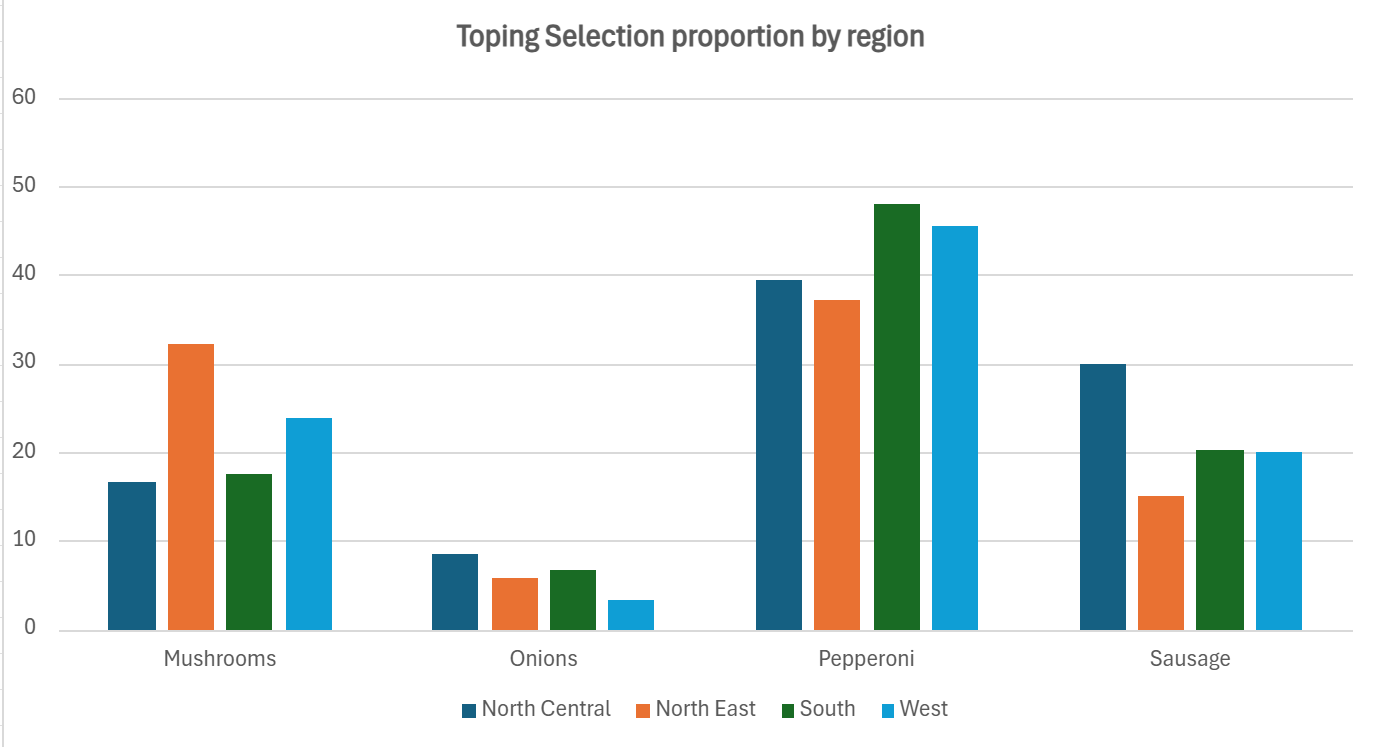 Toping Selection proportion by region
60
50
40
30
20
10
0
Mushrooms Onions Pepperoni Sausage
North Central North East South West